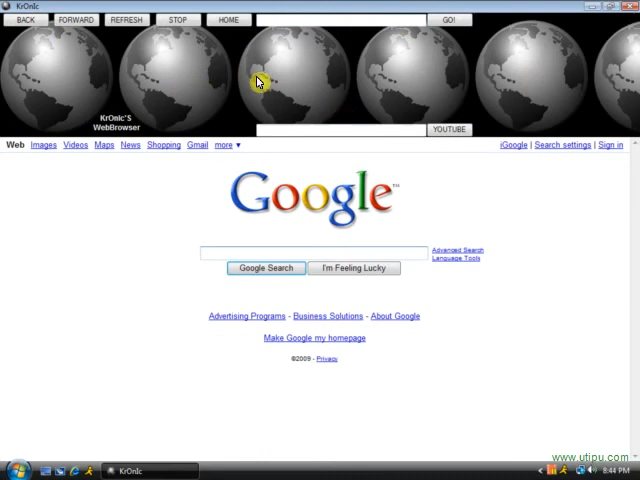 KrOnIc
BACK FORWARD REFRESH STOP HOME GO!
KrOnIc'S
WebBrowser
YOUTUBE
Web Images Videos Maps News Shopping Gmail more ▼ iGoogle | Search settings | Sign in
Google™
Advanced Search
Language Tools
Google Search I'm Feeling Lucky
Advertising Programs - Business Solutions - About Google
Make Google my homepage
©2009 - Privacy
www.utipu.com
KrOnIc 8:44 PM